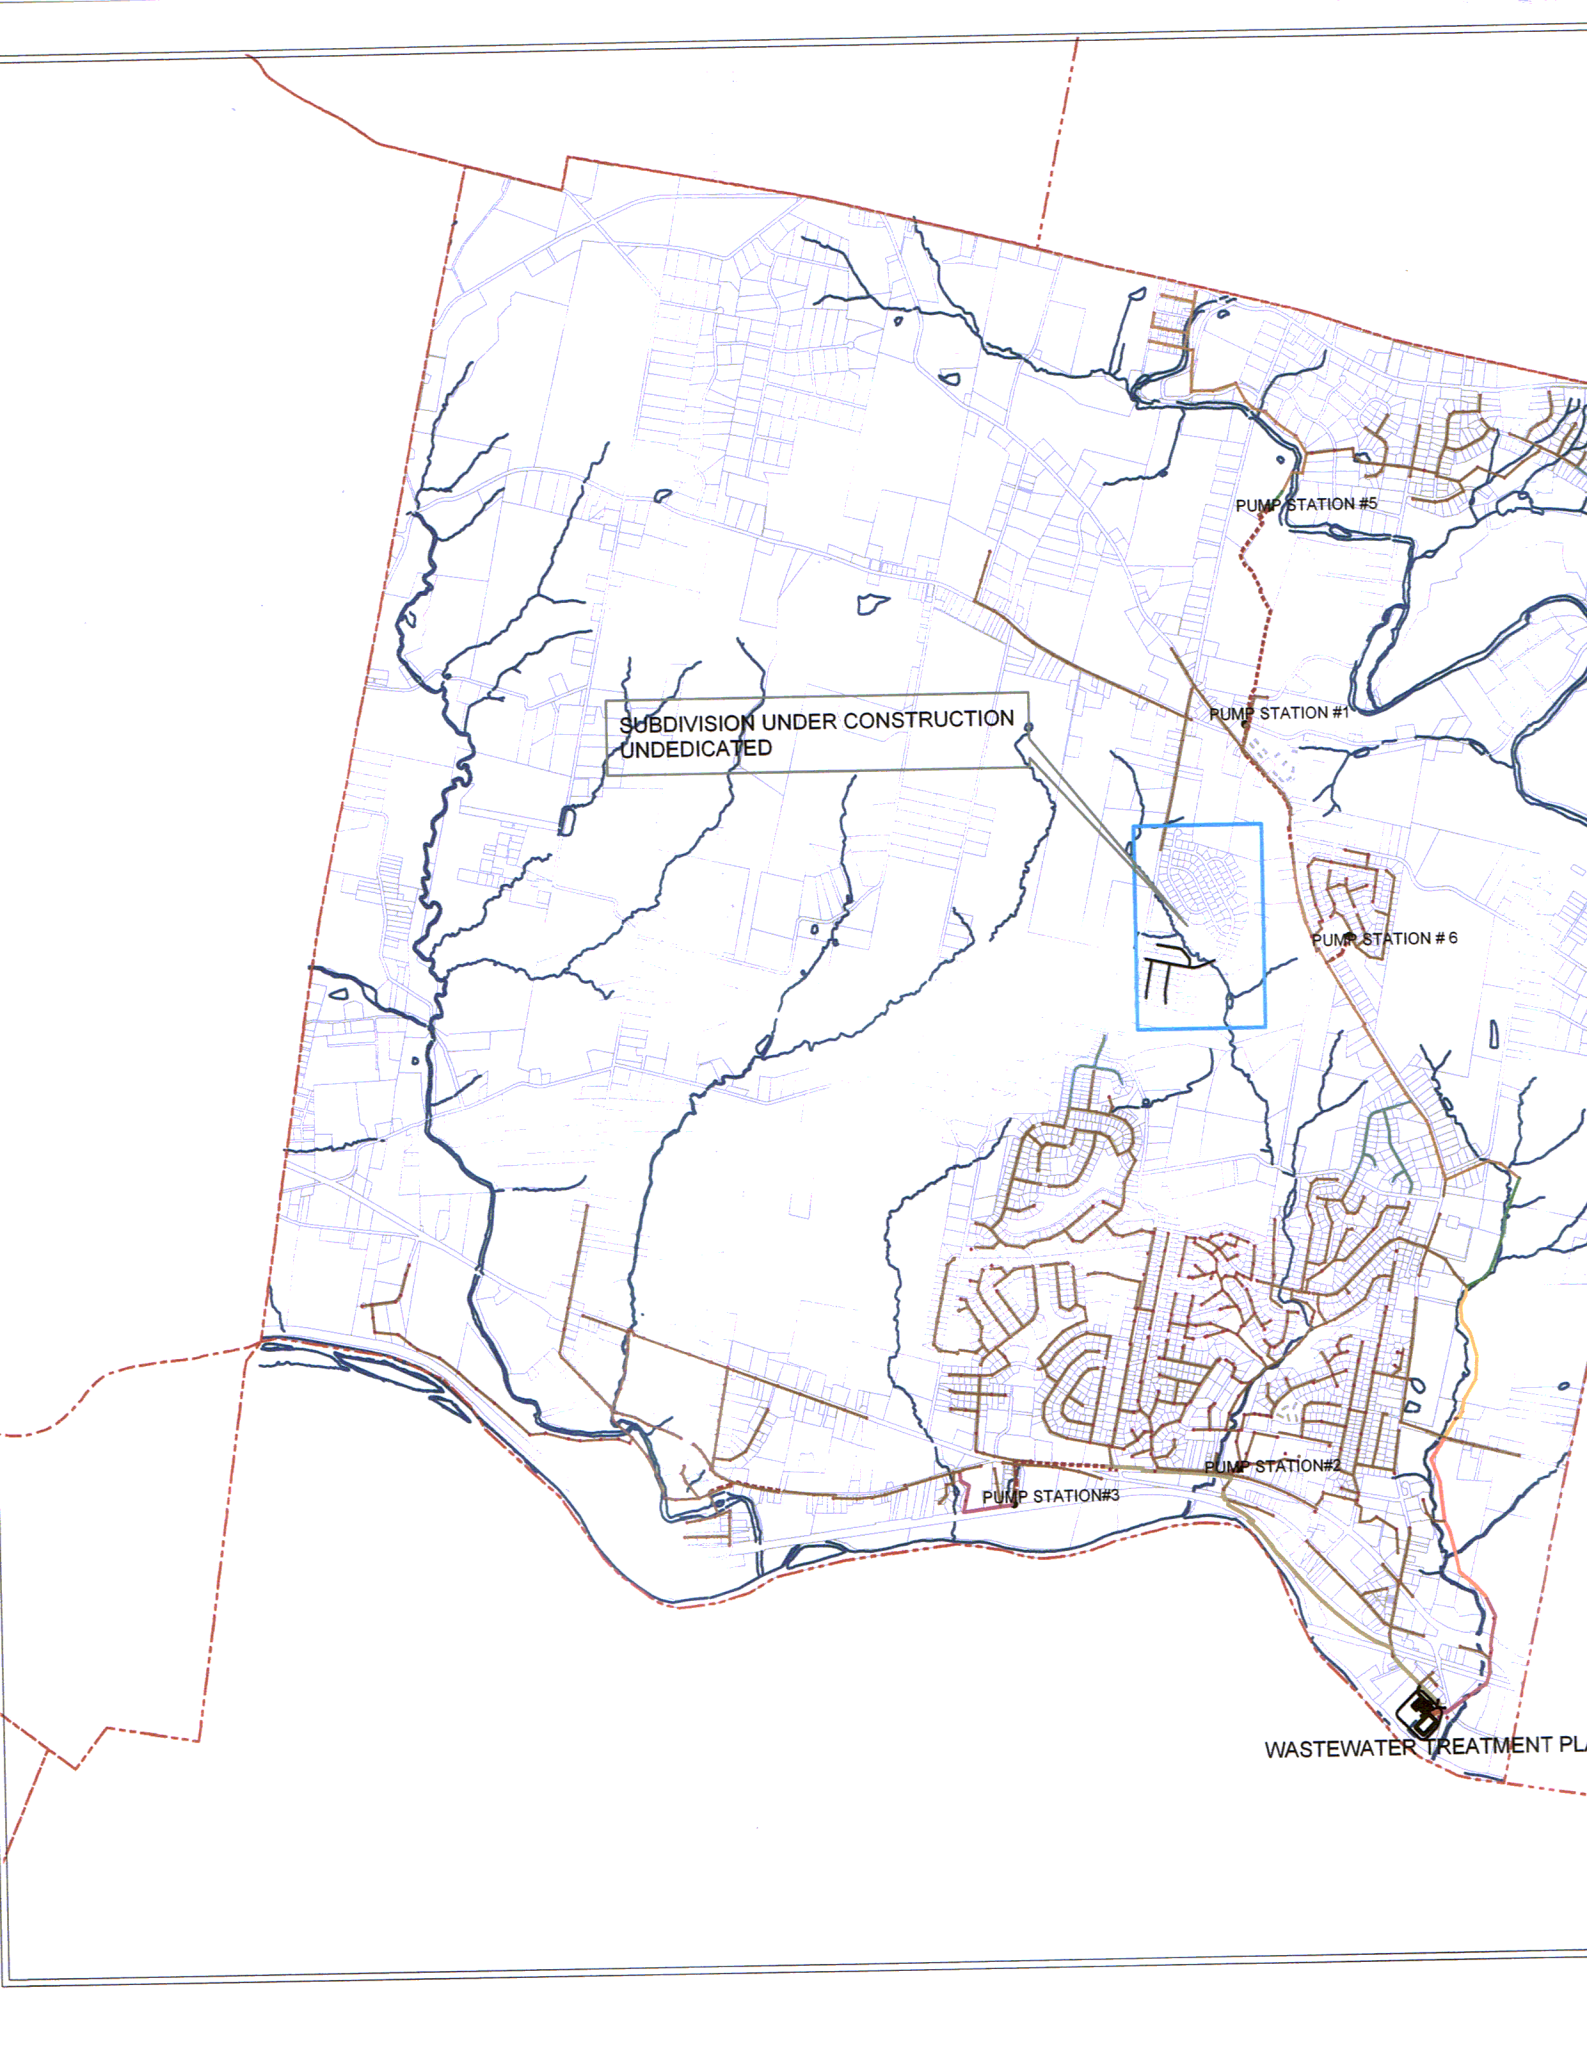 PUMP STATION #5
PUMP STATION #1
SUBDIVISION UNDER CONSTRUCTION
UNDEDICATED
PUMP STATION # 6
PUMP STATION#2
PUMP STATION#3
WASTEWATER TREATMENT PLA